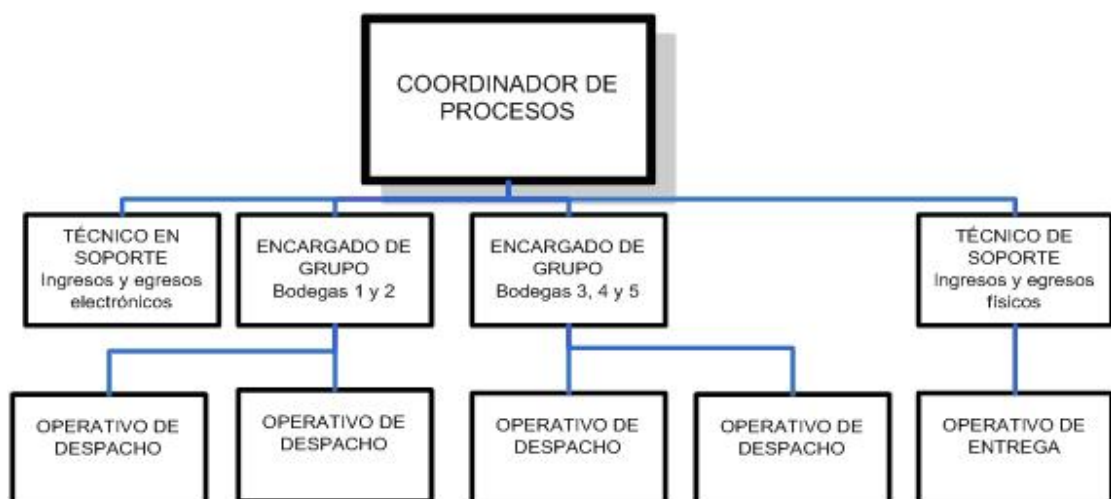 COORDINADOR DE
PROCESOS
TÉCNICO EN
SOPORTE
Ingresos y egresos
electrónicos
ENCARGADO DE
GRUPO
Bodegas 1 y 2
ENCARGADO DE
GRUPO
Bodegas 3, 4 y 5
TÉCNICO DE
SOPORTE
Ingresos y egresos
físicos
OPERATIVO DE
DESPACHO
OPERATIVO DE
DESPACHO
OPERATIVO DE
DESPACHO
OPERATIVO DE
DESPACHO
OPERATIVO DE
ENTREGA